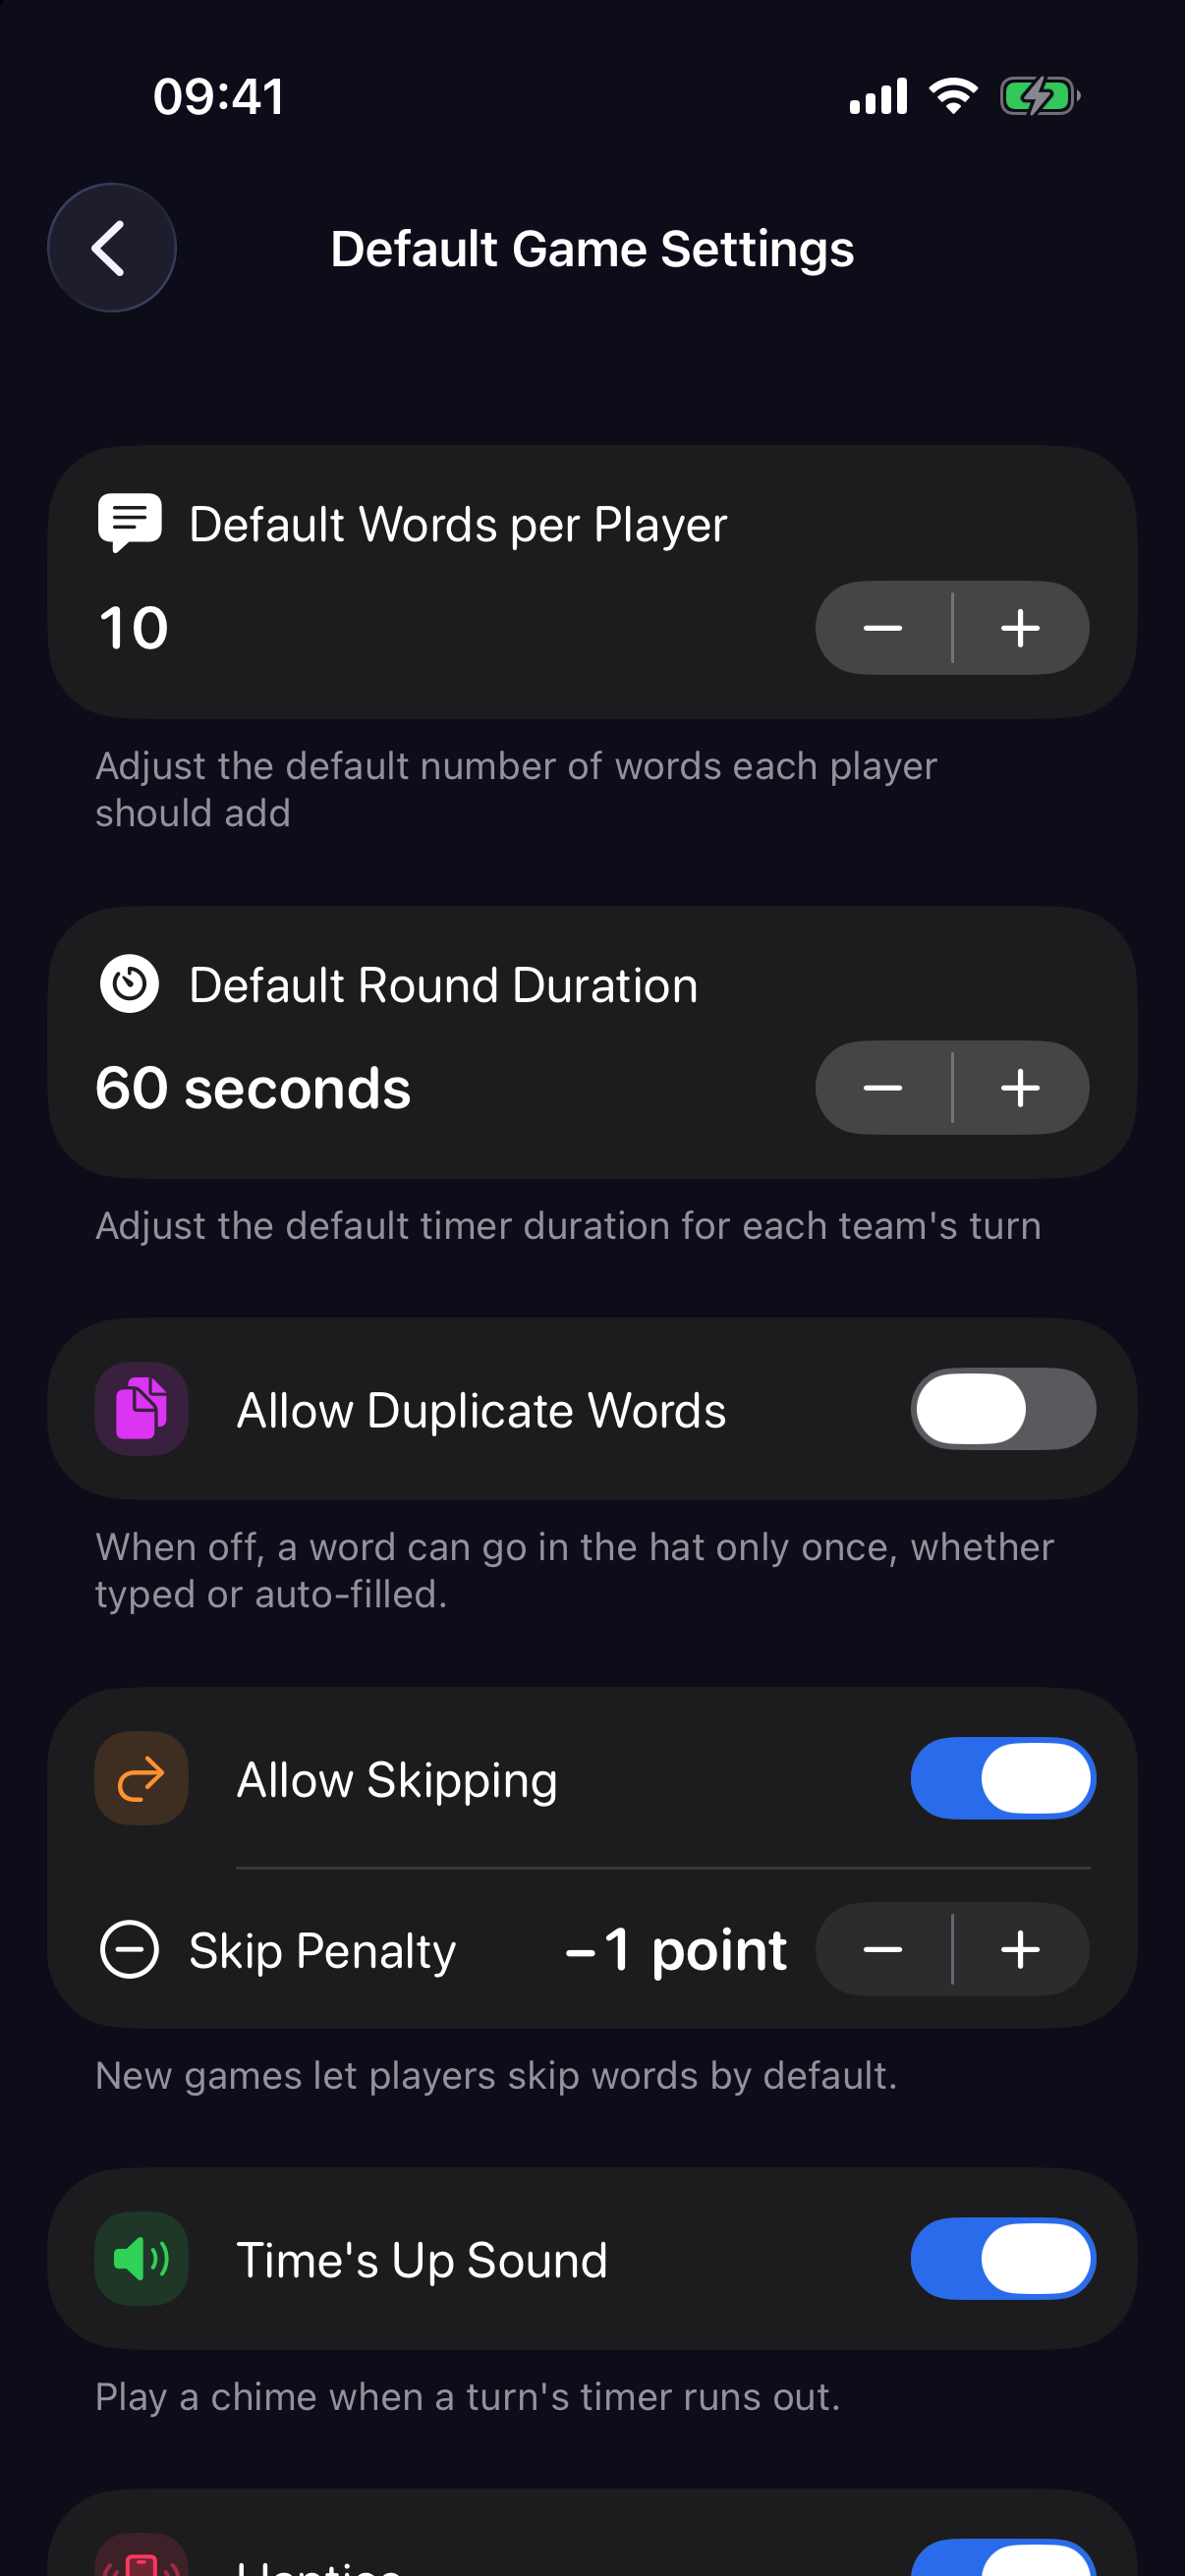 09:41
Default Game Settings
Default Words per Player
10
Adjust the default number of words each player
should add
Default Round Duration
60 seconds
Adjust the default timer duration for each team's turn
Allow Duplicate Words
When off, a word can go in the hat only once, whether
typed or auto-filled.
Allow Skipping
Skip Penalty -1 point
New games let players skip words by default.
Time's Up Sound
Play a chime when a turn's timer runs out.
Haptics